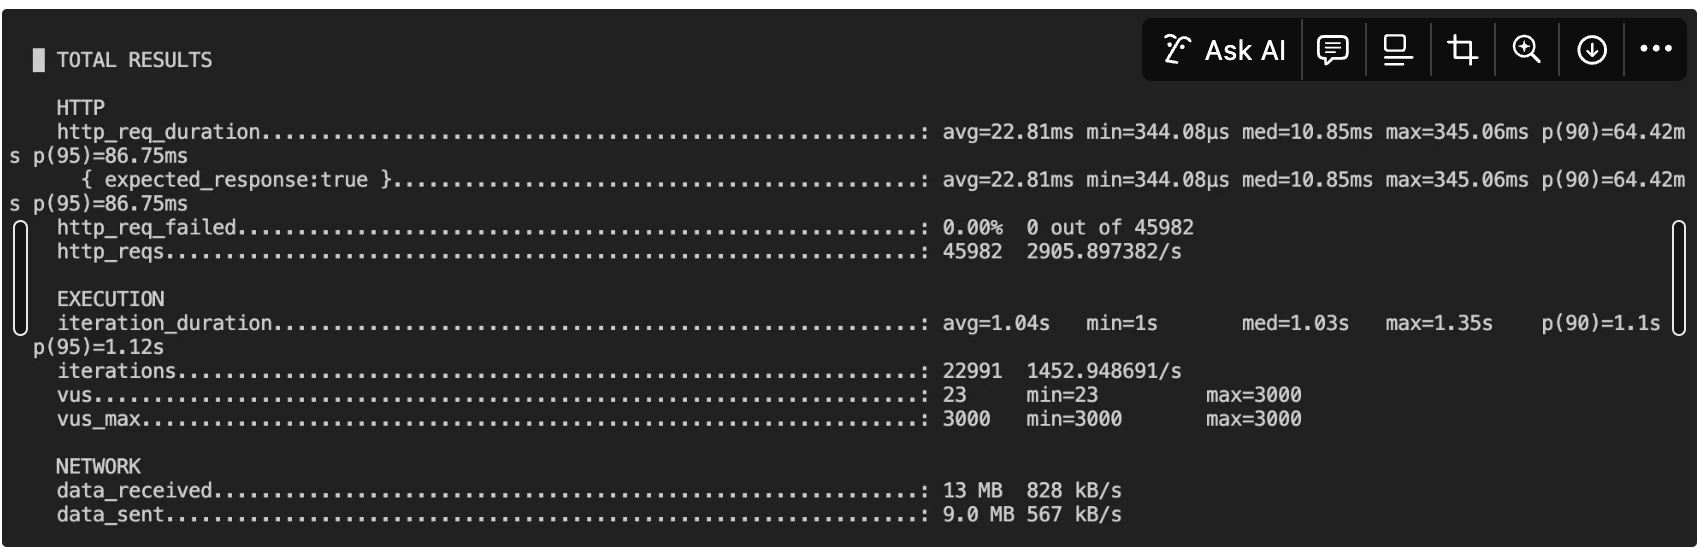 Ask AI
TOTAL RESULTS
HTTP
http_req_duration.......................................................: avg=22.81ms min=344.08µs med=10.85ms max=345.06ms p(90)=64.42m
s p(95)=86.75ms
{ expected_response:true }............................................: avg=22.81ms min=344.08µs med=10.85ms max=345.06ms p(90)=64.42m
s p(95)=86.75ms
http_req_failed.........................................................: 0.00% 0 out of 45982
http_reqs...............................................................: 45982 2905.897382/s
EXECUTION
iteration_duration......................................................: avg=1.04s min=1s med=1.03s max=1.35s p(90)=1.1s
p(95)=1.12s
iterations..............................................................: 22991 1452.948691/s
vus.....................................................................: 23 min=23 max=3000
vus_max.................................................................: 3000 min=3000 max=3000
NETWORK
data_received...........................................................: 13 MB 828 kB/s
data_sent...............................................................: 9.0 MB 567 kB/s